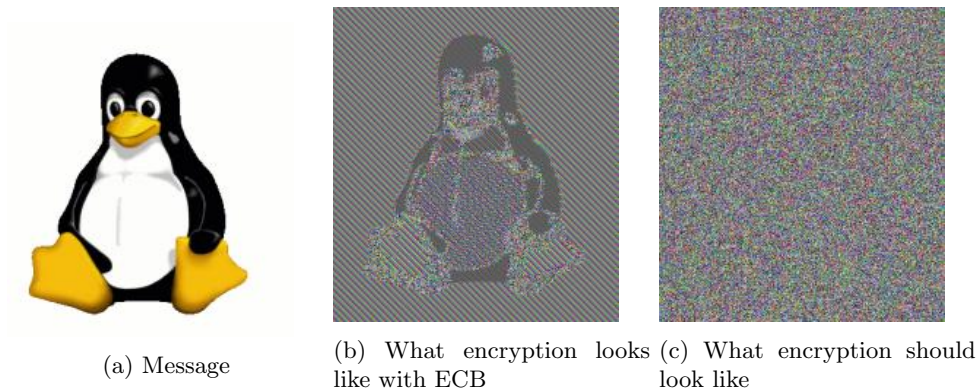 (a) Message
(b) What encryption looks like with ECB
(c) What encryption should look like